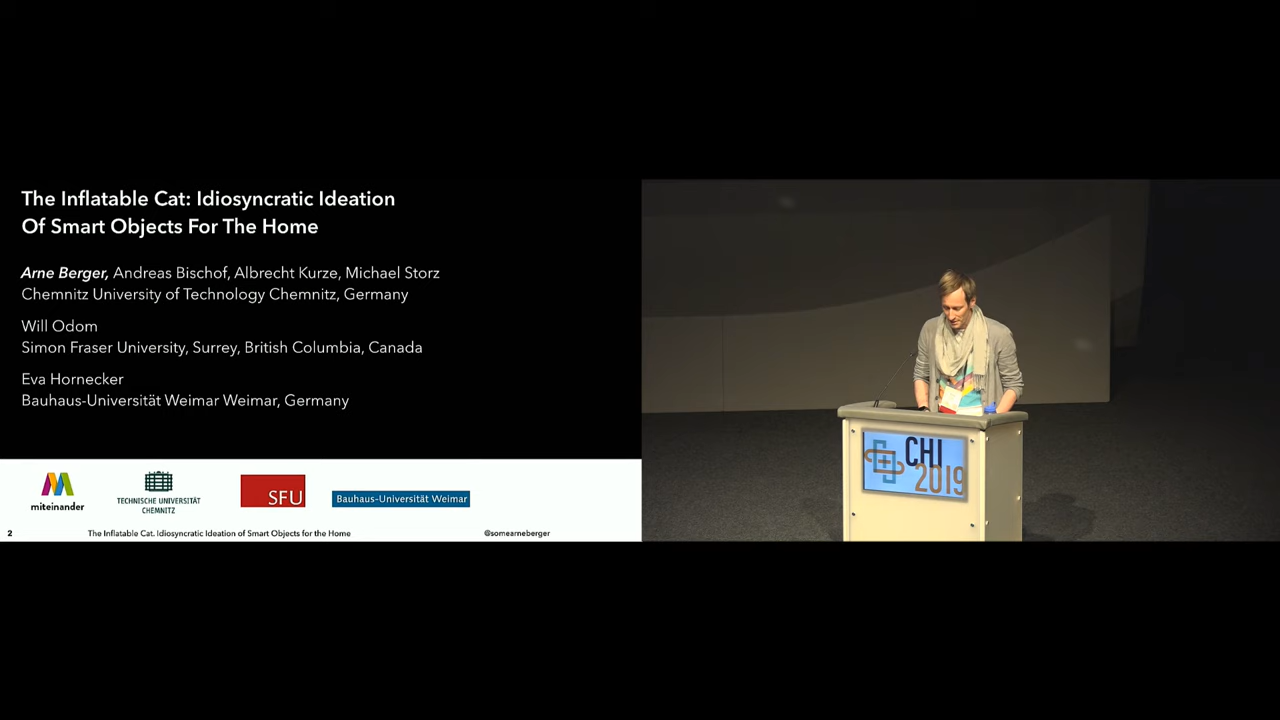 The Inflatable Cat: Idiosyncratic Ideation
Of Smart Objects For The Home
Arne Berger, Andreas Bischof, Albrecht Kurze, Michael Storz
Chemnitz University of Technology Chemnitz, Germany
Will Odom
Simon Fraser University, Surrey, British Columbia, Canada
Eva Hornecker
Bauhaus-Universität Weimar Weimar, Germany
miteinander
TECHNISCHE UNIVERSITÄT
CHEMNITZ
SFU
Bauhaus-Universität Weimar
2
The Inflatable Cat. Idiosyncratic Ideation of Smart Objects for the Home
@somearneberger
CHI
2019